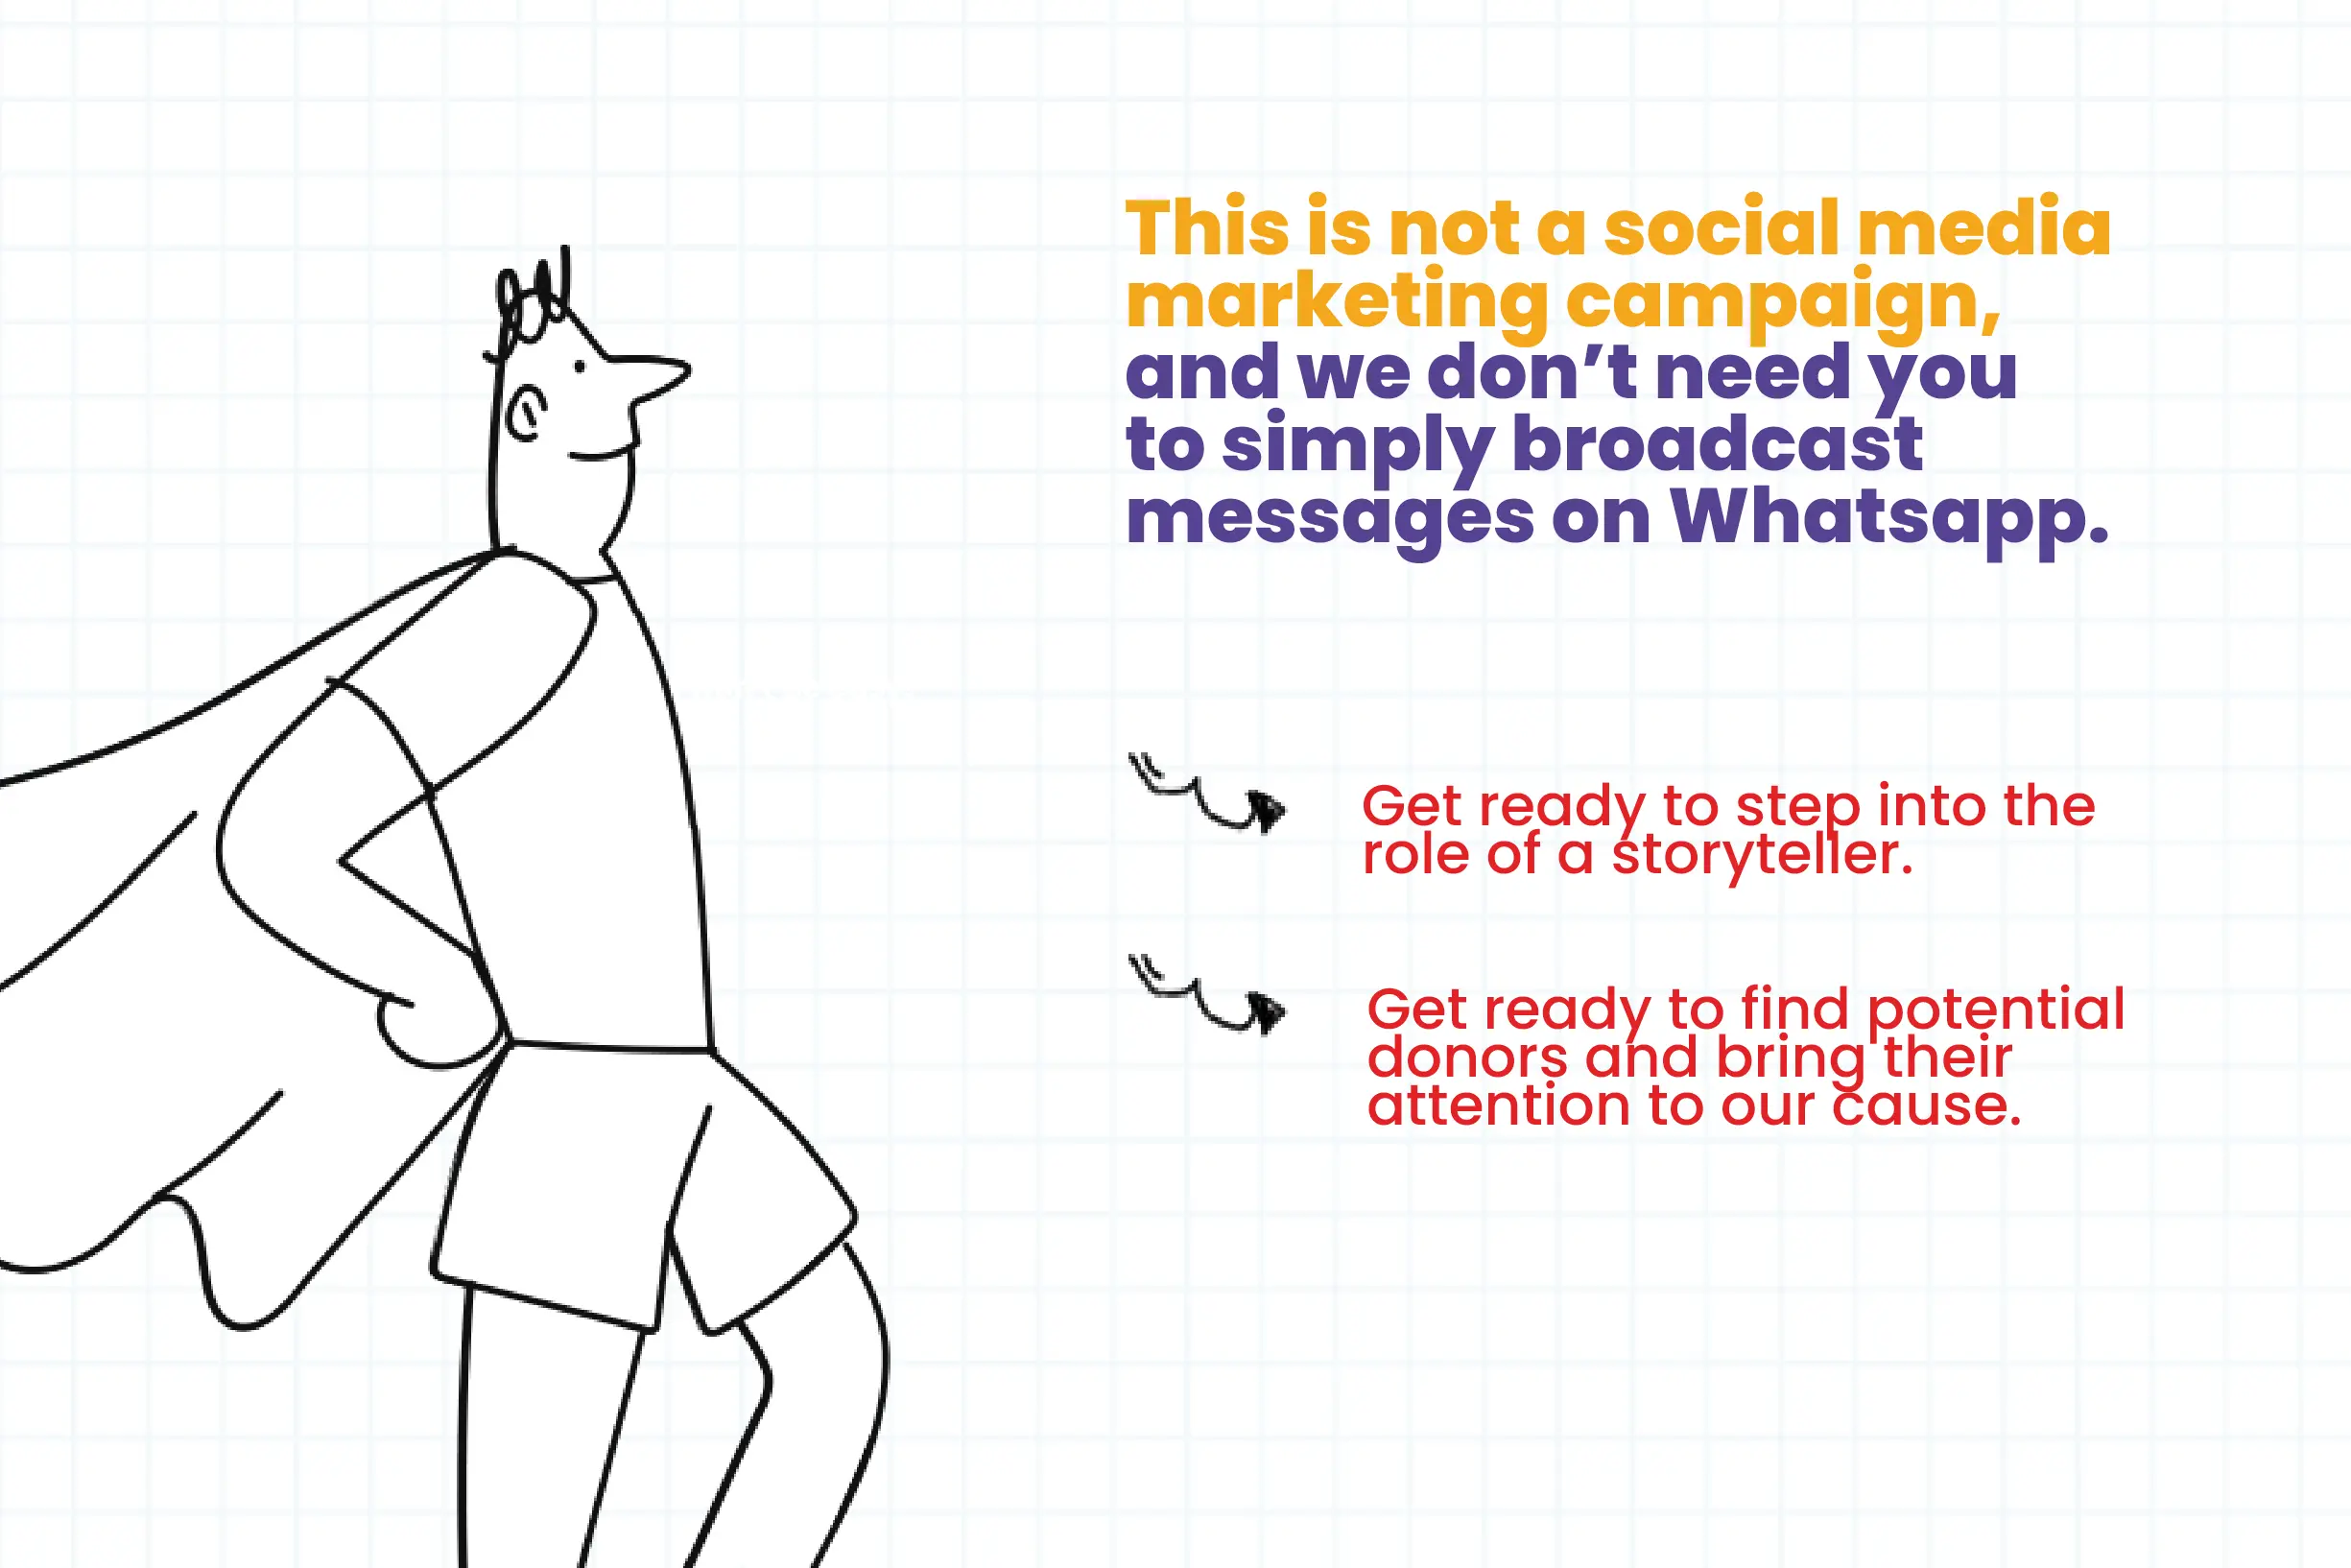 This is not a social media
marketing campaign,
and we don’t need you
to simply broadcast
messages on Whatsapp.
Get ready to step into the
role of a storyteller.
Get ready to find potential
donors and bring their
attention to our cause.